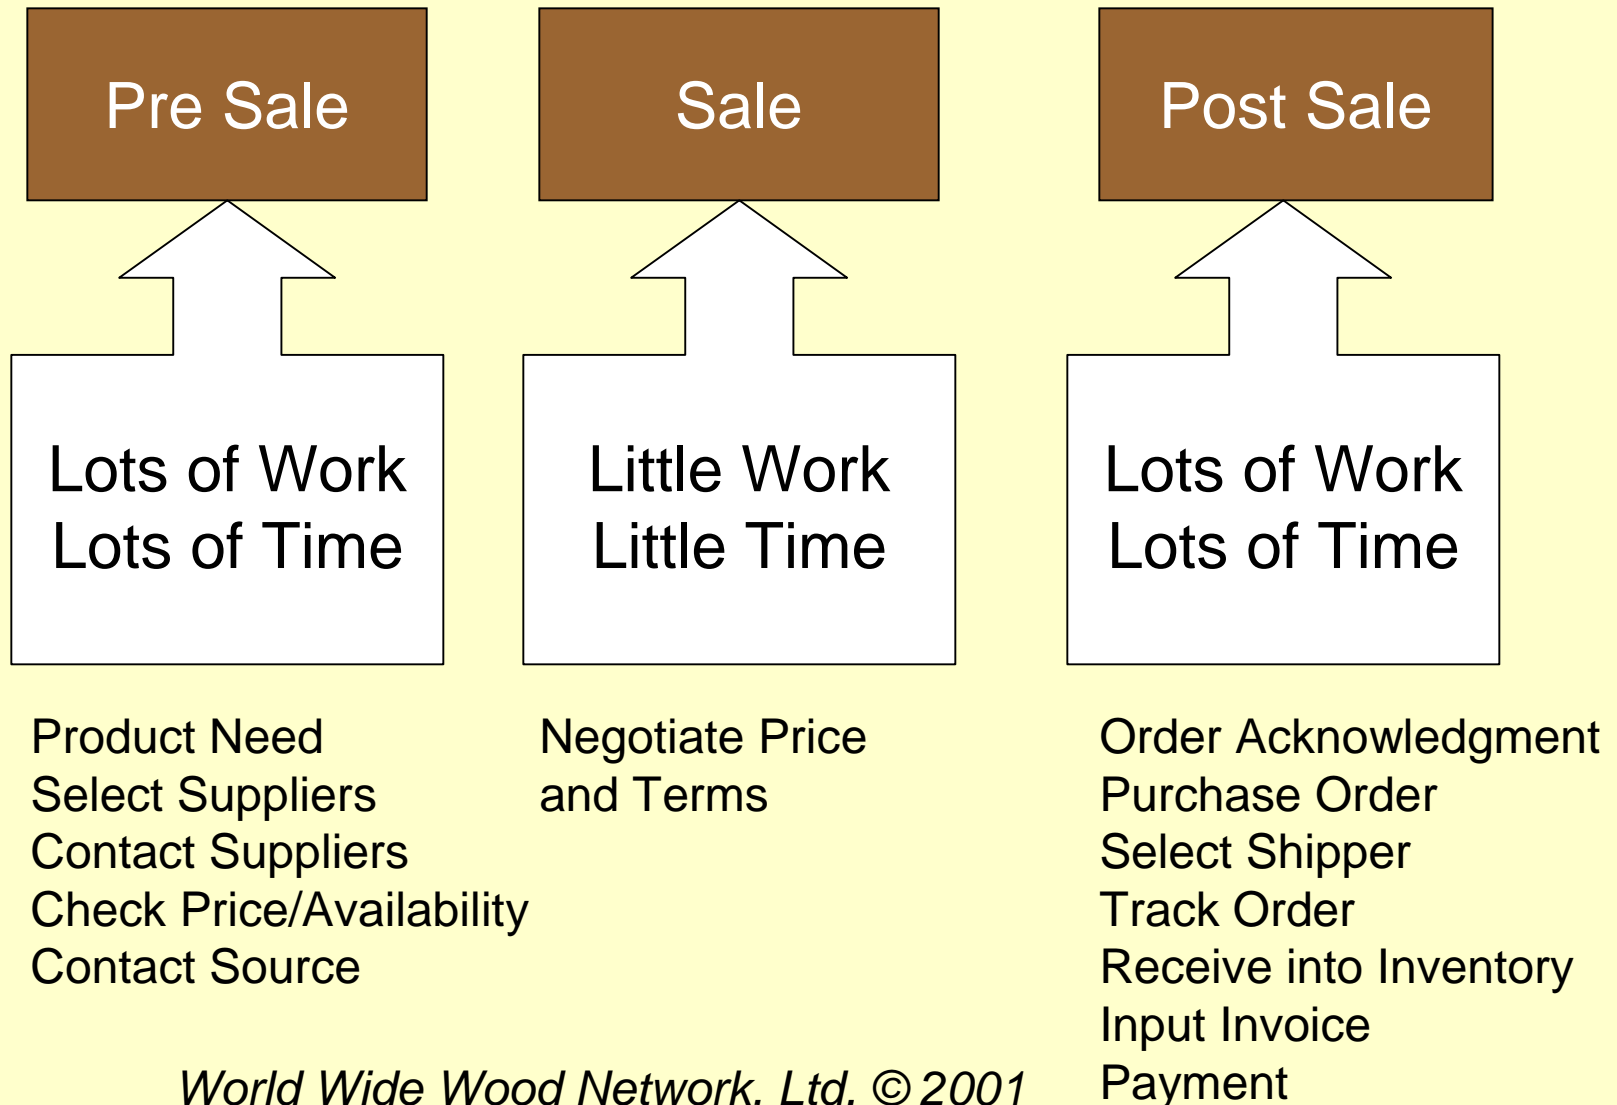 Pre Sale
Sale
Post Sale
Lots of Work
Lots of Time
Little Work
Little Time
Lots of Work
Lots of Time
Product Need
Select Suppliers
Contact Suppliers
Check Price/Availability
Contact Source
Negotiate Price
and Terms
Order Acknowledgment
Purchase Order
Select Shipper
Track Order
Receive into Inventory
Input Invoice
Payment
World Wide Wood Network, Ltd, © 2001